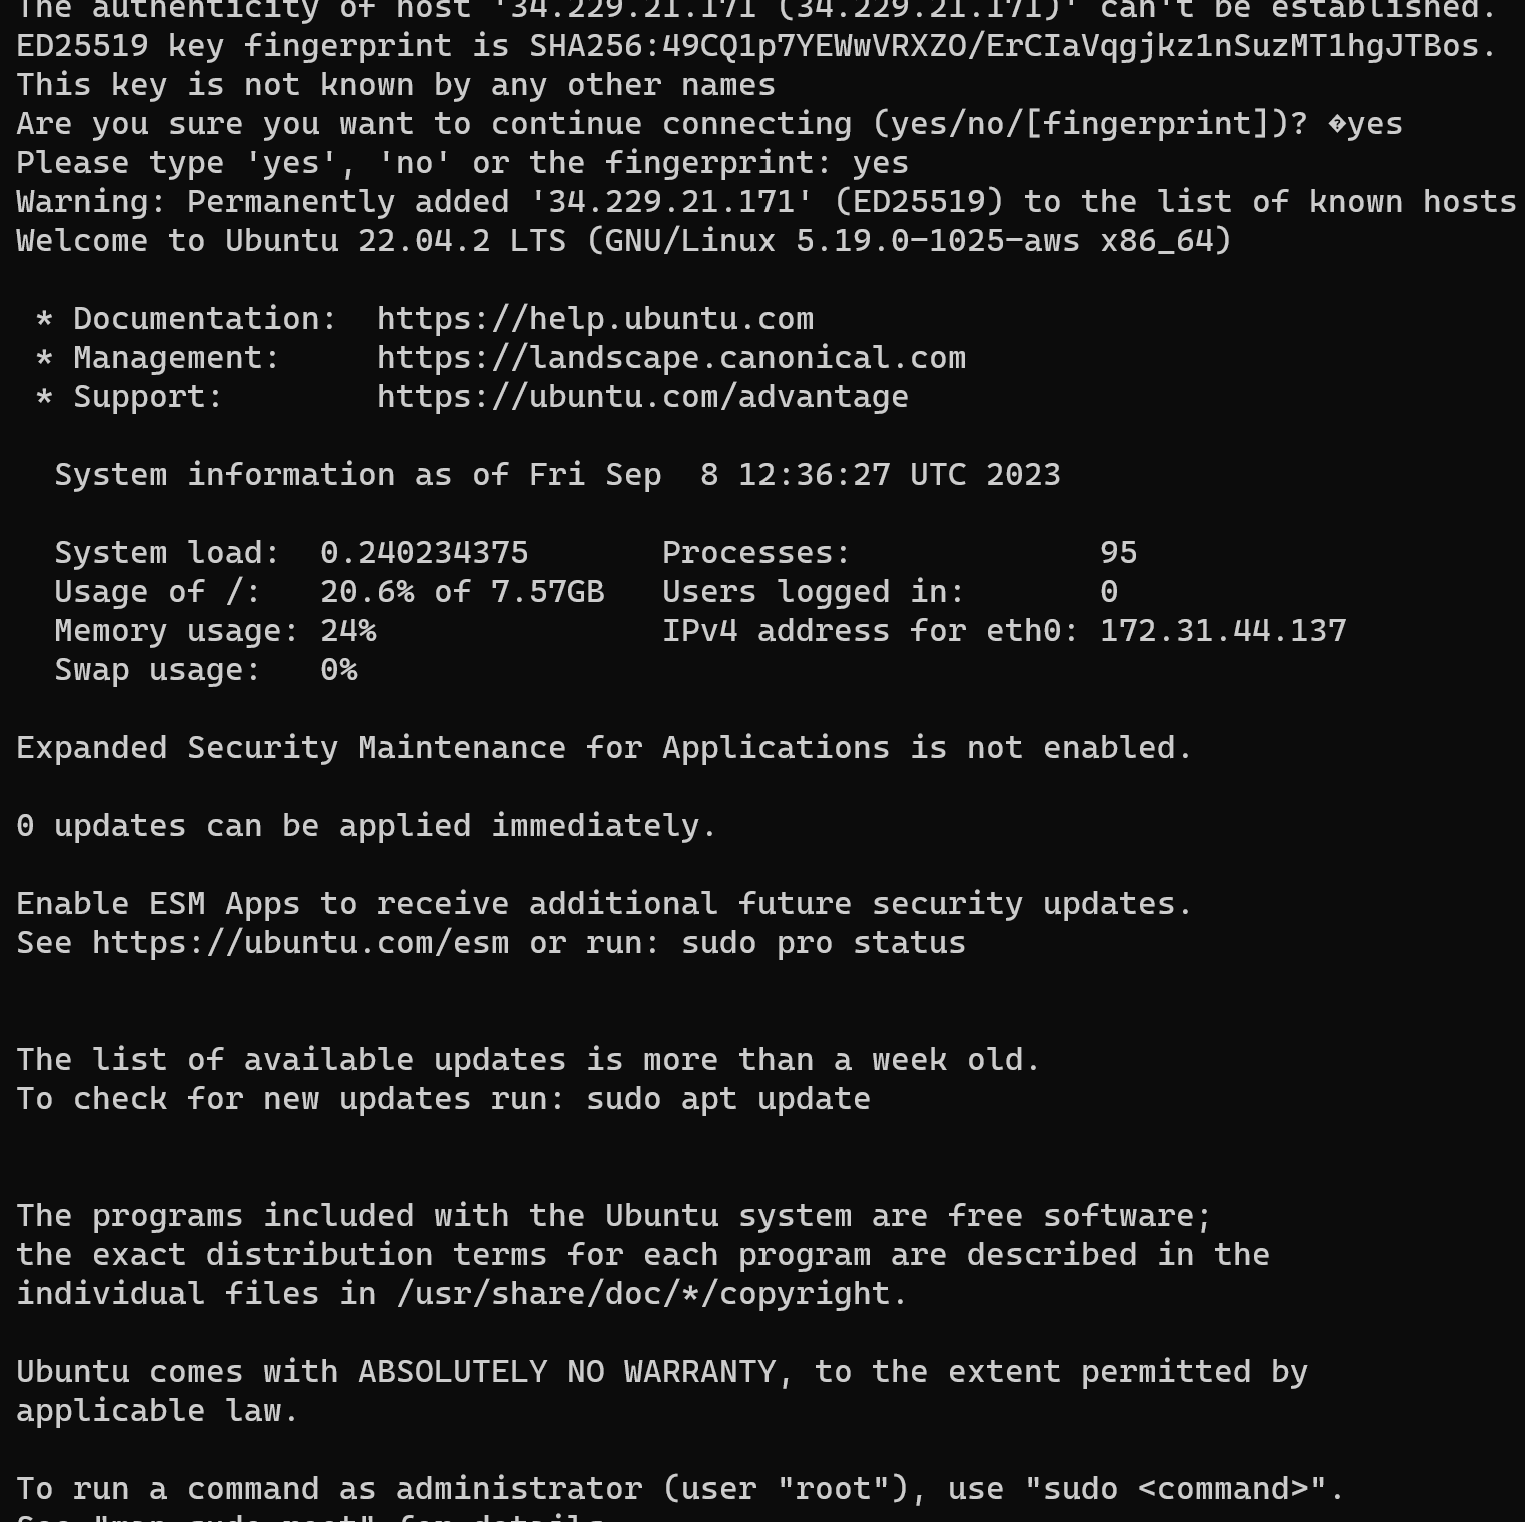 The authenticity of host '34.229.21.171 (34.229.21.171)' can't be established.
ED25519 key fingerprint is SHA256:49CQ1p7YEWwVRXZO/ErCIaVqgjkz1nSuzMT1hgJTBos.
This key is not known by any other names
Are you sure you want to continue connecting (yes/no/[fingerprint])? �yes
Please type 'yes', 'no' or the fingerprint: yes
Warning: Permanently added '34.229.21.171' (ED25519) to the list of known hosts
Welcome to Ubuntu 22.04.2 LTS (GNU/Linux 5.19.0-1025-aws x86_64)

 * Documentation:  https://help.ubuntu.com
 * Management:     https://landscape.canonical.com
 * Support:        https://ubuntu.com/advantage

  System information as of Fri Sep  8 12:36:27 UTC 2023

  System load:  0.240234375       Processes:             95
  Usage of /:   20.6% of 7.57GB   Users logged in:       0
  Memory usage: 24%               IPv4 address for eth0: 172.31.44.137
  Swap usage:   0%

Expanded Security Maintenance for Applications is not enabled.

0 updates can be applied immediately.

Enable ESM Apps to receive additional future security updates.
See https://ubuntu.com/esm or run: sudo pro status

The list of available updates is more than a week old.
To check for new updates run: sudo apt update

The programs included with the Ubuntu system are free software;
the exact distribution terms for each program are described in the
individual files in /usr/share/doc/*/copyright.

Ubuntu comes with ABSOLUTELY NO WARRANTY, to the extent permitted by
applicable law.

To run a command as administrator (user "root"), use "sudo <command>".
See "man sudo_root" for details.